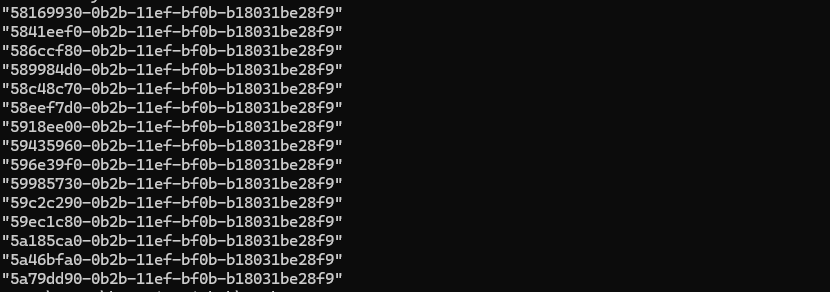 "58169930-0b2b-11ef-bf0b-b18031be28f9"
"5841eef0-0b2b-11ef-bf0b-b18031be28f9"
"586ccf80-0b2b-11ef-bf0b-b18031be28f9"
"589984d0-0b2b-11ef-bf0b-b18031be28f9"
"58c48c70-0b2b-11ef-bf0b-b18031be28f9"
"58eef7d0-0b2b-11ef-bf0b-b18031be28f9"
"5918ee00-0b2b-11ef-bf0b-b18031be28f9"
"59435960-0b2b-11ef-bf0b-b18031be28f9"
"596e39f0-0b2b-11ef-bf0b-b18031be28f9"
"59985730-0b2b-11ef-bf0b-b18031be28f9"
"59c2c290-0b2b-11ef-bf0b-b18031be28f9"
"59ec1c80-0b2b-11ef-bf0b-b18031be28f9"
"5a185ca0-0b2b-11ef-bf0b-b18031be28f9"
"5a46bfa0-0b2b-11ef-bf0b-b18031be28f9"
"5a79dd90-0b2b-11ef-bf0b-b18031be28f9"